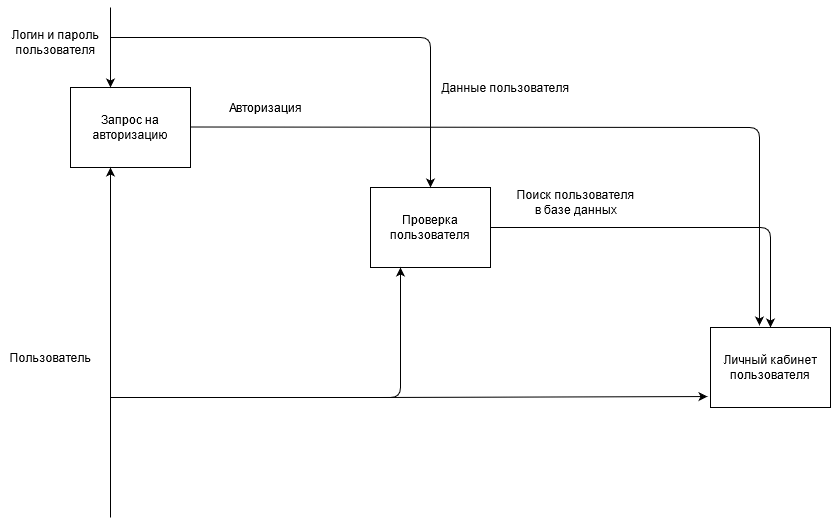 Логин и пароль
пользователя
Данные пользователя
Запрос на
авторизацию
Авторизация
Поиск пользователя
в базе данных
Проверка
пользователя
Пользователь
Личный кабинет
пользователя